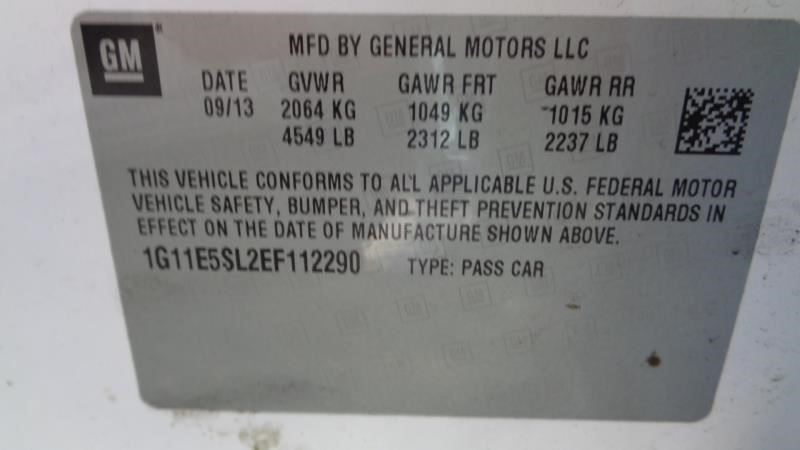 GM
MFD BY GENERAL MOTORS LLC
DATE GVWR GAWR FRT GAWR RR
09/13 2064 KG 1049 KG 1015 KG
4549 LB 2312 LB 2237 LB
THIS VEHICLE CONFORMS TO ALL APPLICABLE U.S. FEDERAL MOTOR
VEHICLE SAFETY, BUMPER, AND THEFT PREVENTION STANDARDS IN
EFFECT ON THE DATE OF MANUFACTURE SHOWN ABOVE.
1G11E5SL2EF112290 TYPE: PASS CAR